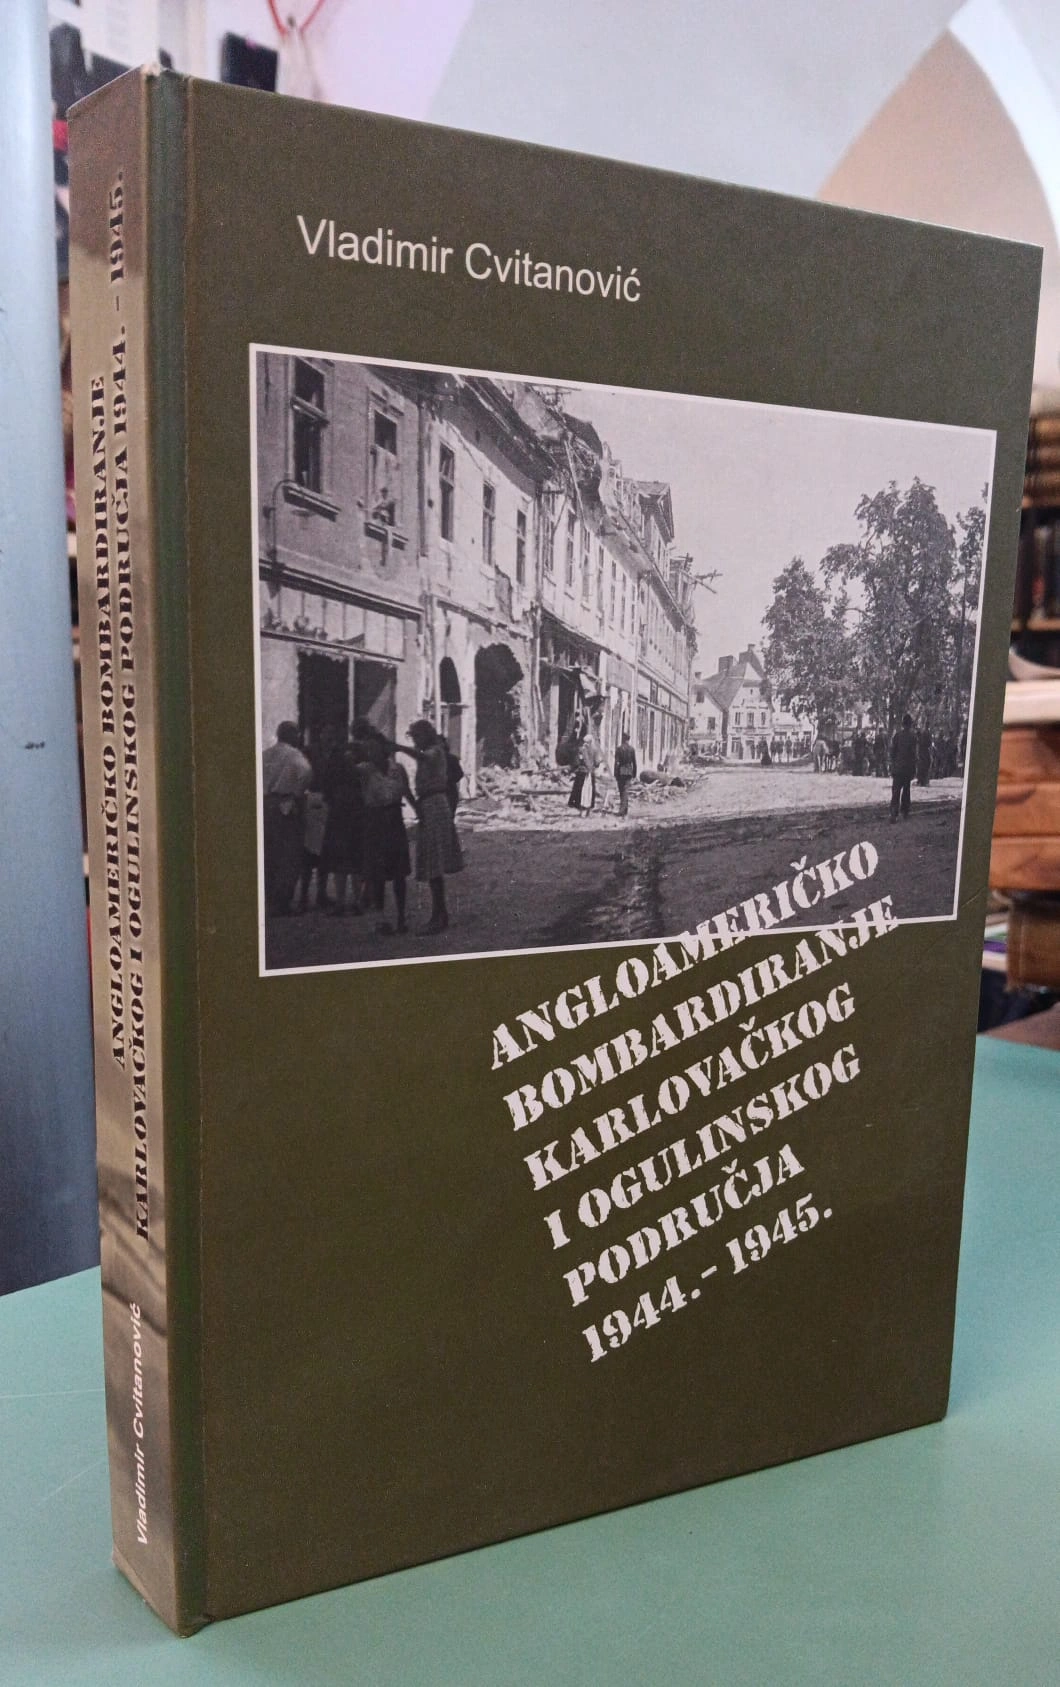 Vladimir Cvitanović
ANGLOAMERIČKO
BOMBARDIRANJE
KARLOVAČKOG
I OGULINSKOG
PODRUČJA
1944.- 1945.
ANGLOAMERIČKO BOMBARDIRANJE
KARLOVAČKOG I OGULINSKOG PODRUČJA 1944. - 1945.
Vladimir Cvitanović